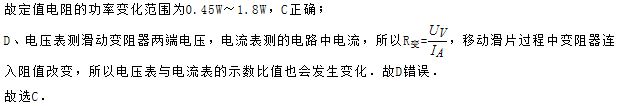 故定值电阻的功率变化范围为0.45W～1.8W，C正确；
D、电压表测滑动变阻器两端电压，电流表测的电路中电流，所以R变=U_V/I_A，移动滑片过程中变阻器连
入阻值改变，所以电压表与电流表的示数比值也会发生变化．故D错误．
故选C．